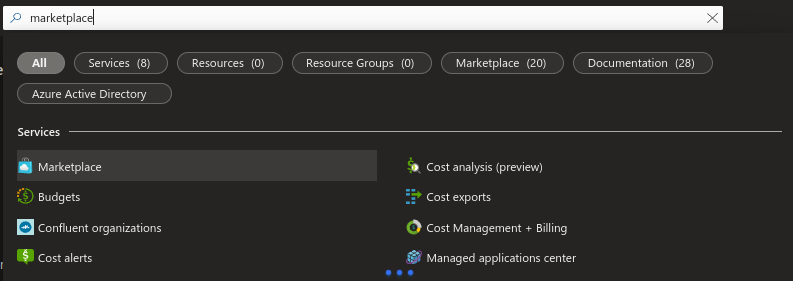 marketplace
All Services (8) Resources (0) Resource Groups (0) Marketplace (20) Documentation (28)
Azure Active Directory
Services
Marketplace Cost analysis (preview)
Budgets Cost exports
Confluent organizations Cost Management + Billing
Cost alerts Managed applications center